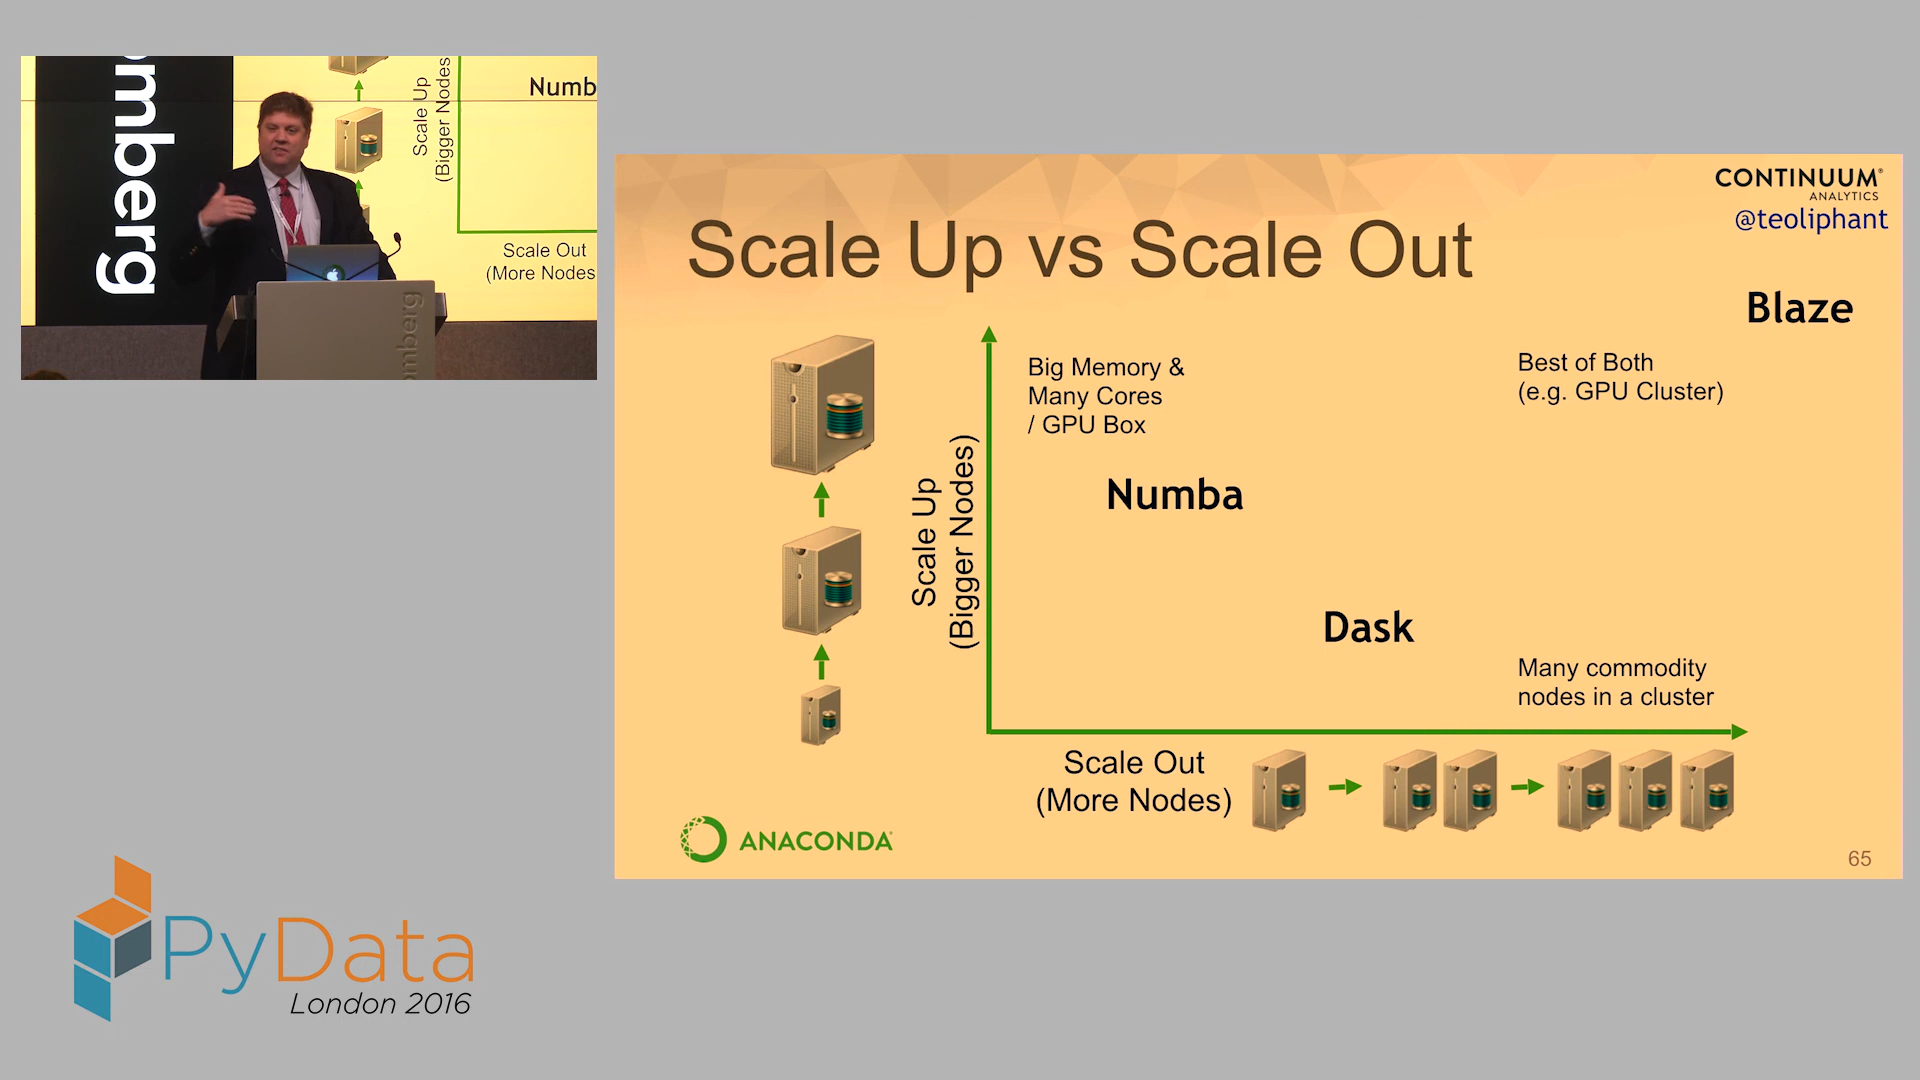 omberg
Scale Up
(Bigger Nodes)
Numb
Scale Out
(More Nodes
omberg
CONTINUUM
ANALYTICS
@teoliphant
Scale Up vs Scale Out
Blaze
Big Memory &
Many Cores
/ GPU Box
Best of Both
(e.g. GPU Cluster)
Numba
Scale Up
(Bigger Nodes)
Dask
Many commodity
nodes in a cluster
Scale Out
(More Nodes)
ANACONDA
65
PyData
London 2016